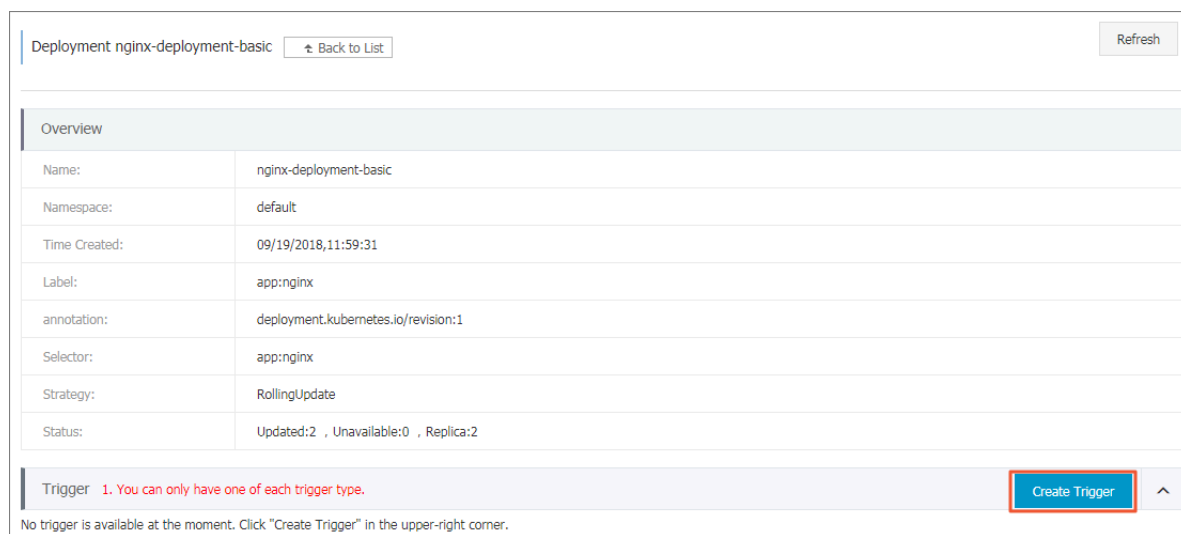 Deployment nginx-deployment-basic Back to List Refresh
Overview
Name: nginx-deployment-basic
Namespace: default
Time Created: 09/19/2018,11:59:31
Label: app:nginx
annotation: deployment.kubernetes.io/revision:1
Selector: app:nginx
Strategy: RollingUpdate
Status: Updated:2 , Unavailable:0 , Replica:2
Trigger 1. You can only have one of each trigger type. Create Trigger
No trigger is available at the moment. Click "Create Trigger" in the upper-right corner.